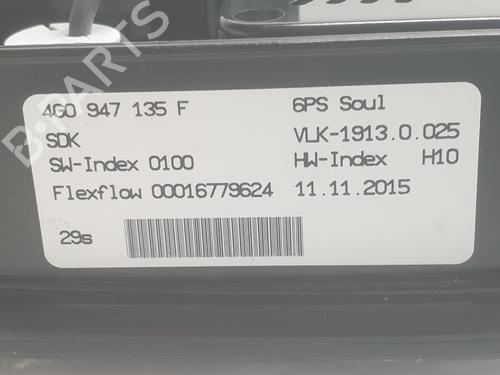 4G0 947 135 F 6PS Soul
SDK VLK-1913.0.025
SW-Index 0100 HW-Index H10
Flexflow 00016779624 11.11.2015
29s